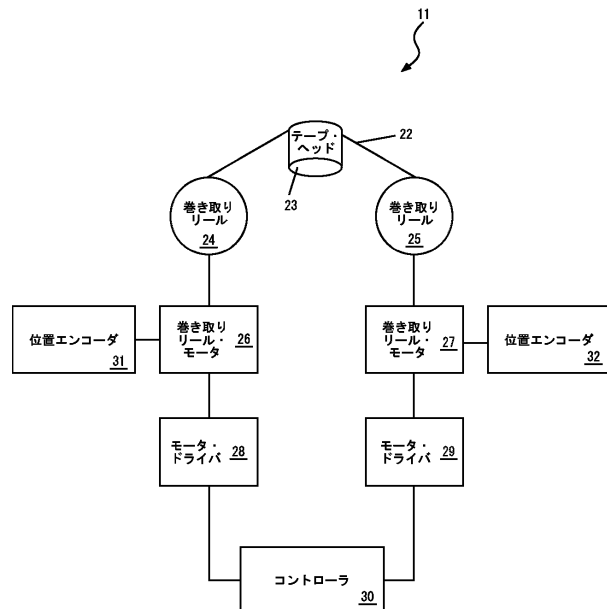 11
テープ・
ヘッド
22
23
巻き取り
リール
24
巻き取り
リール
25
位置エンコーダ
31
巻き取り
リール・
モータ
26
巻き取り
リール・
モータ
27
位置エンコーダ
32
モータ・
ドライバ
28
モータ・
ドライバ
29
コントローラ
30